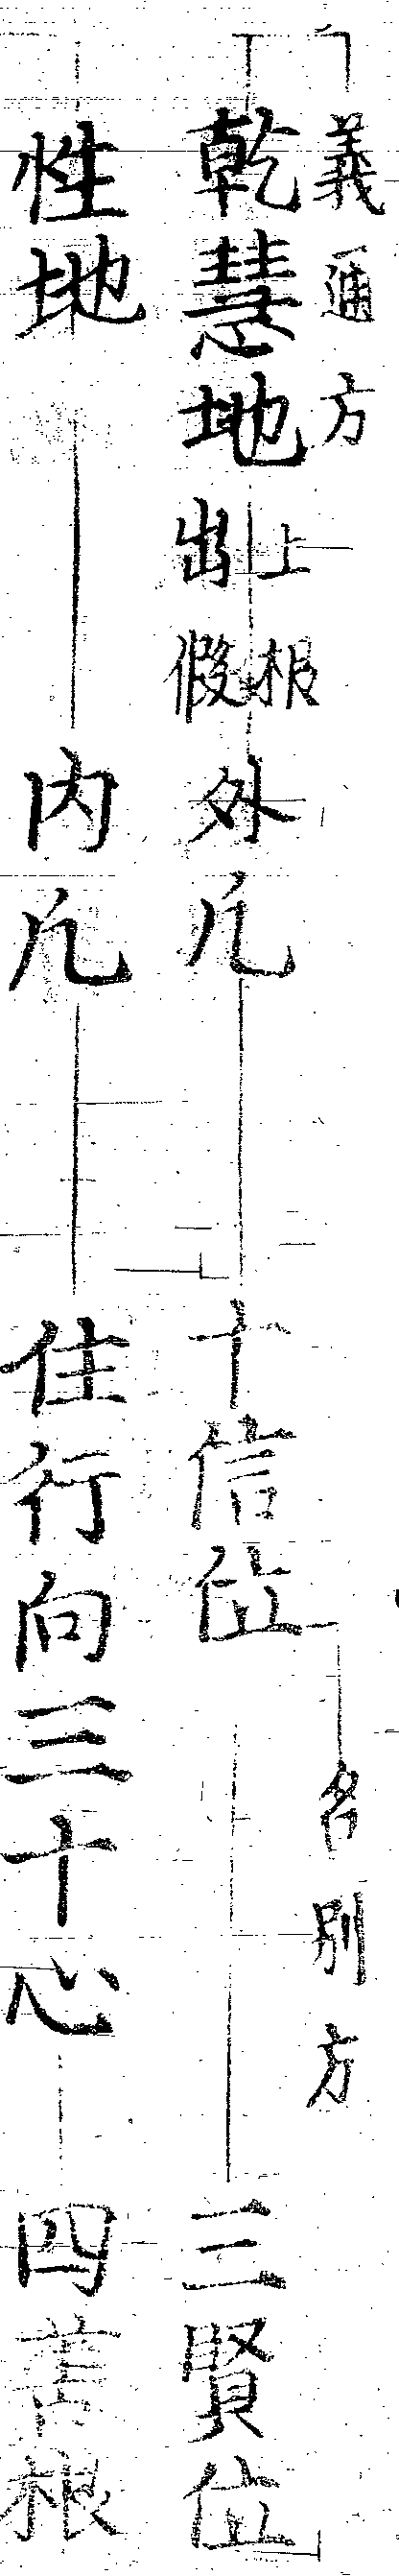 義通方　名別方
乾慧地 出假 上根 外凡 十信位 三賢位
性地 内凡 住行向三十心 四善根